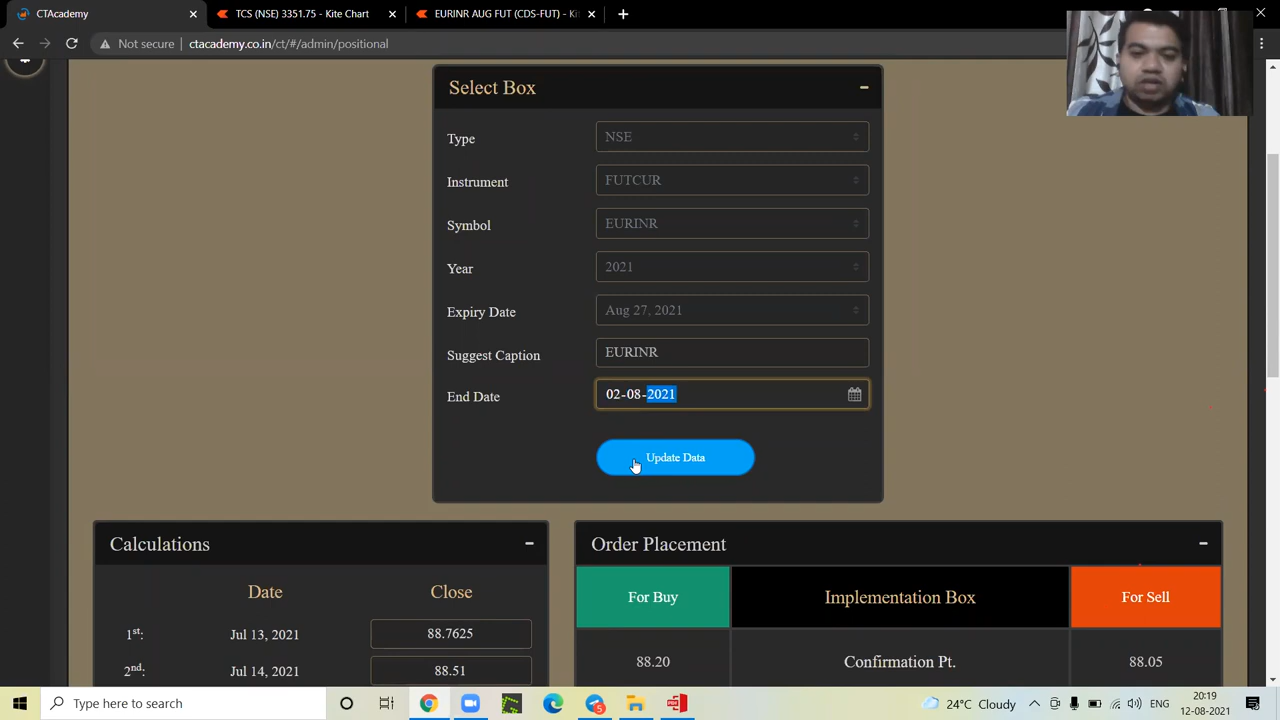 CTAcademy
TCS (NSE) 3351.75 - Kite Chart
EURINR AUG FUT (CDS-FUT) - Ki
Not secure
ctacademy.co.in/ct/#/admin/positional
Select Box
Type NSE
Instrument FUTCUR
Symbol EURINR
Year 2021
Expiry Date Aug 27, 2021
Suggest Caption EURINR
End Date 02-08-2021
Update Data
Calculations
Date Close
1st: Jul 13, 2021 88.7625
2nd: Jul 14, 2021 88.51
Order Placement
For Buy Implementation Box For Sell
88.20 Confirmation Pt. 88.05
Type here to search
5
24°C Cloudy
ENG
20:19
12-08-2021